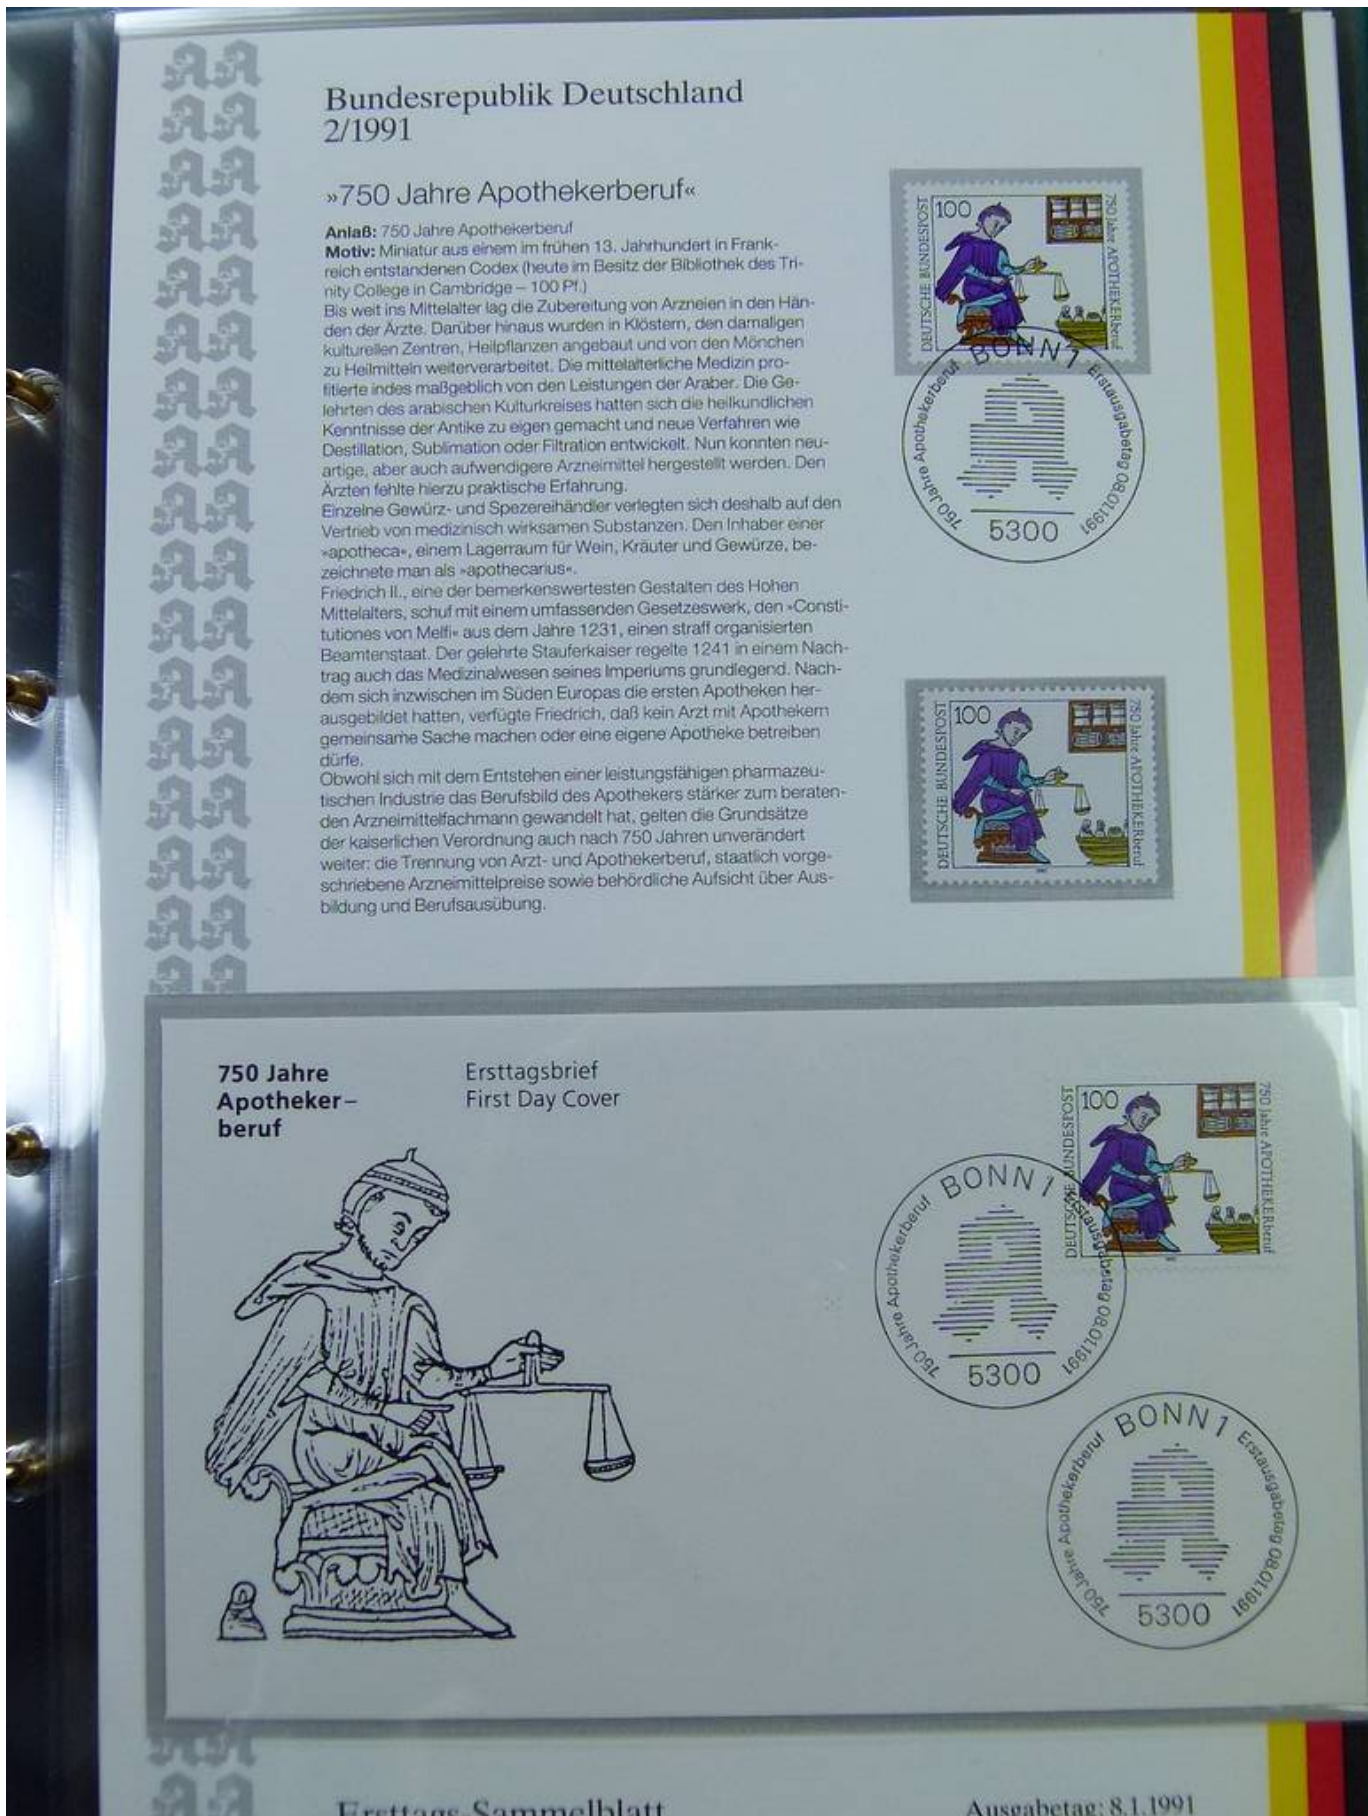 Bundesrepublik Deutschland
2/1991
»750 Jahre Apothekerberuf«
Anlaß: 750 Jahre Apothekerberuf
Motiv: Miniatur aus einem im frühen 13. Jahrhundert in Frank-
reich entstandenen Codex (heute im Besitz der Bibliothek des Tri-
nity College in Cambridge – 100 Pf.)
Bis weit ins Mittelalter lag die Zubereitung von Arzneien in den Hän-
den der Ärzte. Darüber hinaus wurden in Klöstern, den damaligen
kulturellen Zentren, Heilpflanzen angebaut und von den Mönchen
zu Heilmitteln weiterverarbeitet. Die mittelalterliche Medizin pro-
fitierte indes maßgeblich von den Leistungen der Araber. Die Ge-
lehrten des arabischen Kulturkreises hatten sich die heilkundlichen
Kenntnisse der Antike zu eigen gemacht und neue Verfahren wie
Destillation, Sublimation oder Filtration entwickelt. Nun konnten neu-
artige, aber auch aufwendigere Arzneimittel hergestellt werden. Den
Ärzten fehlte hierzu praktische Erfahrung.
Einzelne Gewürz- und Spezereihändler verlegten sich deshalb auf den
Vertrieb von medizinisch wirksamen Substanzen. Den Inhaber einer
»apotheca«, einem Lagerraum für Wein, Kräuter und Gewürze, be-
zeichnete man als »apothecarius«.
Friedrich II., eine der bemerkenswertesten Gestalten des Hohen
Mittelalters, schuf mit einem umfassenden Gesetzeswerk, den »Consti-
tutiones von Melfi« aus dem Jahre 1231, einen straff organisierten
Beamtenstaat. Der gelehrte Stauferkaiser regelte 1241 in einem Nach-
trag auch das Medizinalwesen seines Imperiums grundlegend. Nach-
dem sich inzwischen im Süden Europas die ersten Apotheken her-
ausgebildet hatten, verfügte Friedrich, daß kein Arzt mit Apothekern
gemeinsame Sache machen oder eine eigene Apotheke betreiben
dürfe.
Obwohl sich mit dem Entstehen einer leistungsfähigen pharmazeu-
tischen Industrie das Berufsbild des Apothekers stärker zum beraten-
den Arzneimittelfachmann gewandelt hat, gelten die Grundsätze
der kaiserlichen Verordnung auch nach 750 Jahren unverändert
weiter: die Trennung von Arzt- und Apothekerberuf, staatlich vorge-
schriebene Arzneimittelpreise sowie behördliche Aufsicht über Aus-
bildung und Berufsausübung.
DEUTSCHE BUNDESPOST
100
750 Jahre APOTHEKERberuf
BONN 1
750 Jahre Apothekerberuf
Erstausgabetag 08.01.1991
5300
DEUTSCHE BUNDESPOST
100
750 Jahre APOTHEKERberuf
750 Jahre
Apotheker–
beruf
Ersttagsbrief
First Day Cover
DEUTSCHE BUNDESPOST
100
750 Jahre APOTHEKERberuf
BONN 1
750 Jahre Apothekerberuf
Erstausgabetag 08.01.1991
5300
BONN 1
750 Jahre Apothekerberuf
Erstausgabetag 08.01.1991
5300
Ersttags-Sammelblatt
Ausgabetag: 8.1.1991